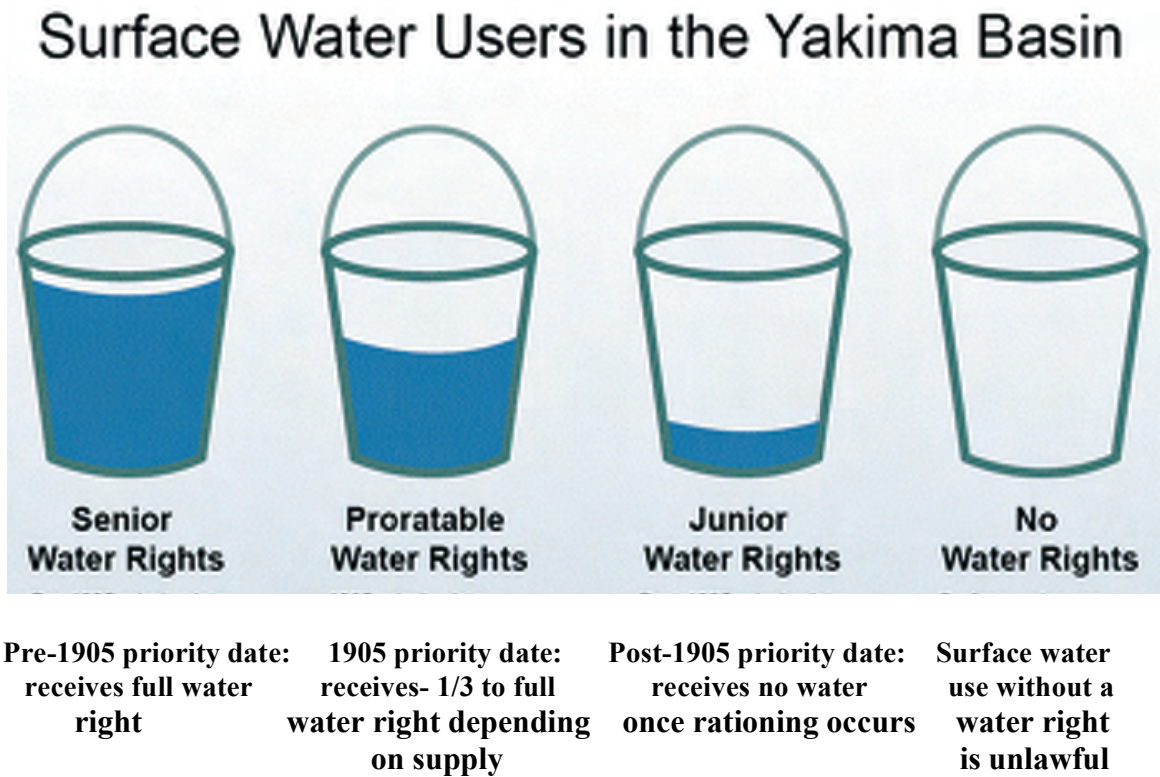 Surface Water Users in the Yakima Basin
Senior
Water Rights
Proratable
Water Rights
Junior
Water Rights
No
Water Rights
Pre-1905 priority date:
receives full water
right
1905 priority date:
receives- 1/3 to full
water right depending
on supply
Post-1905 priority date:
receives no water
once rationing occurs
Surface water
use without a
water right
is unlawful